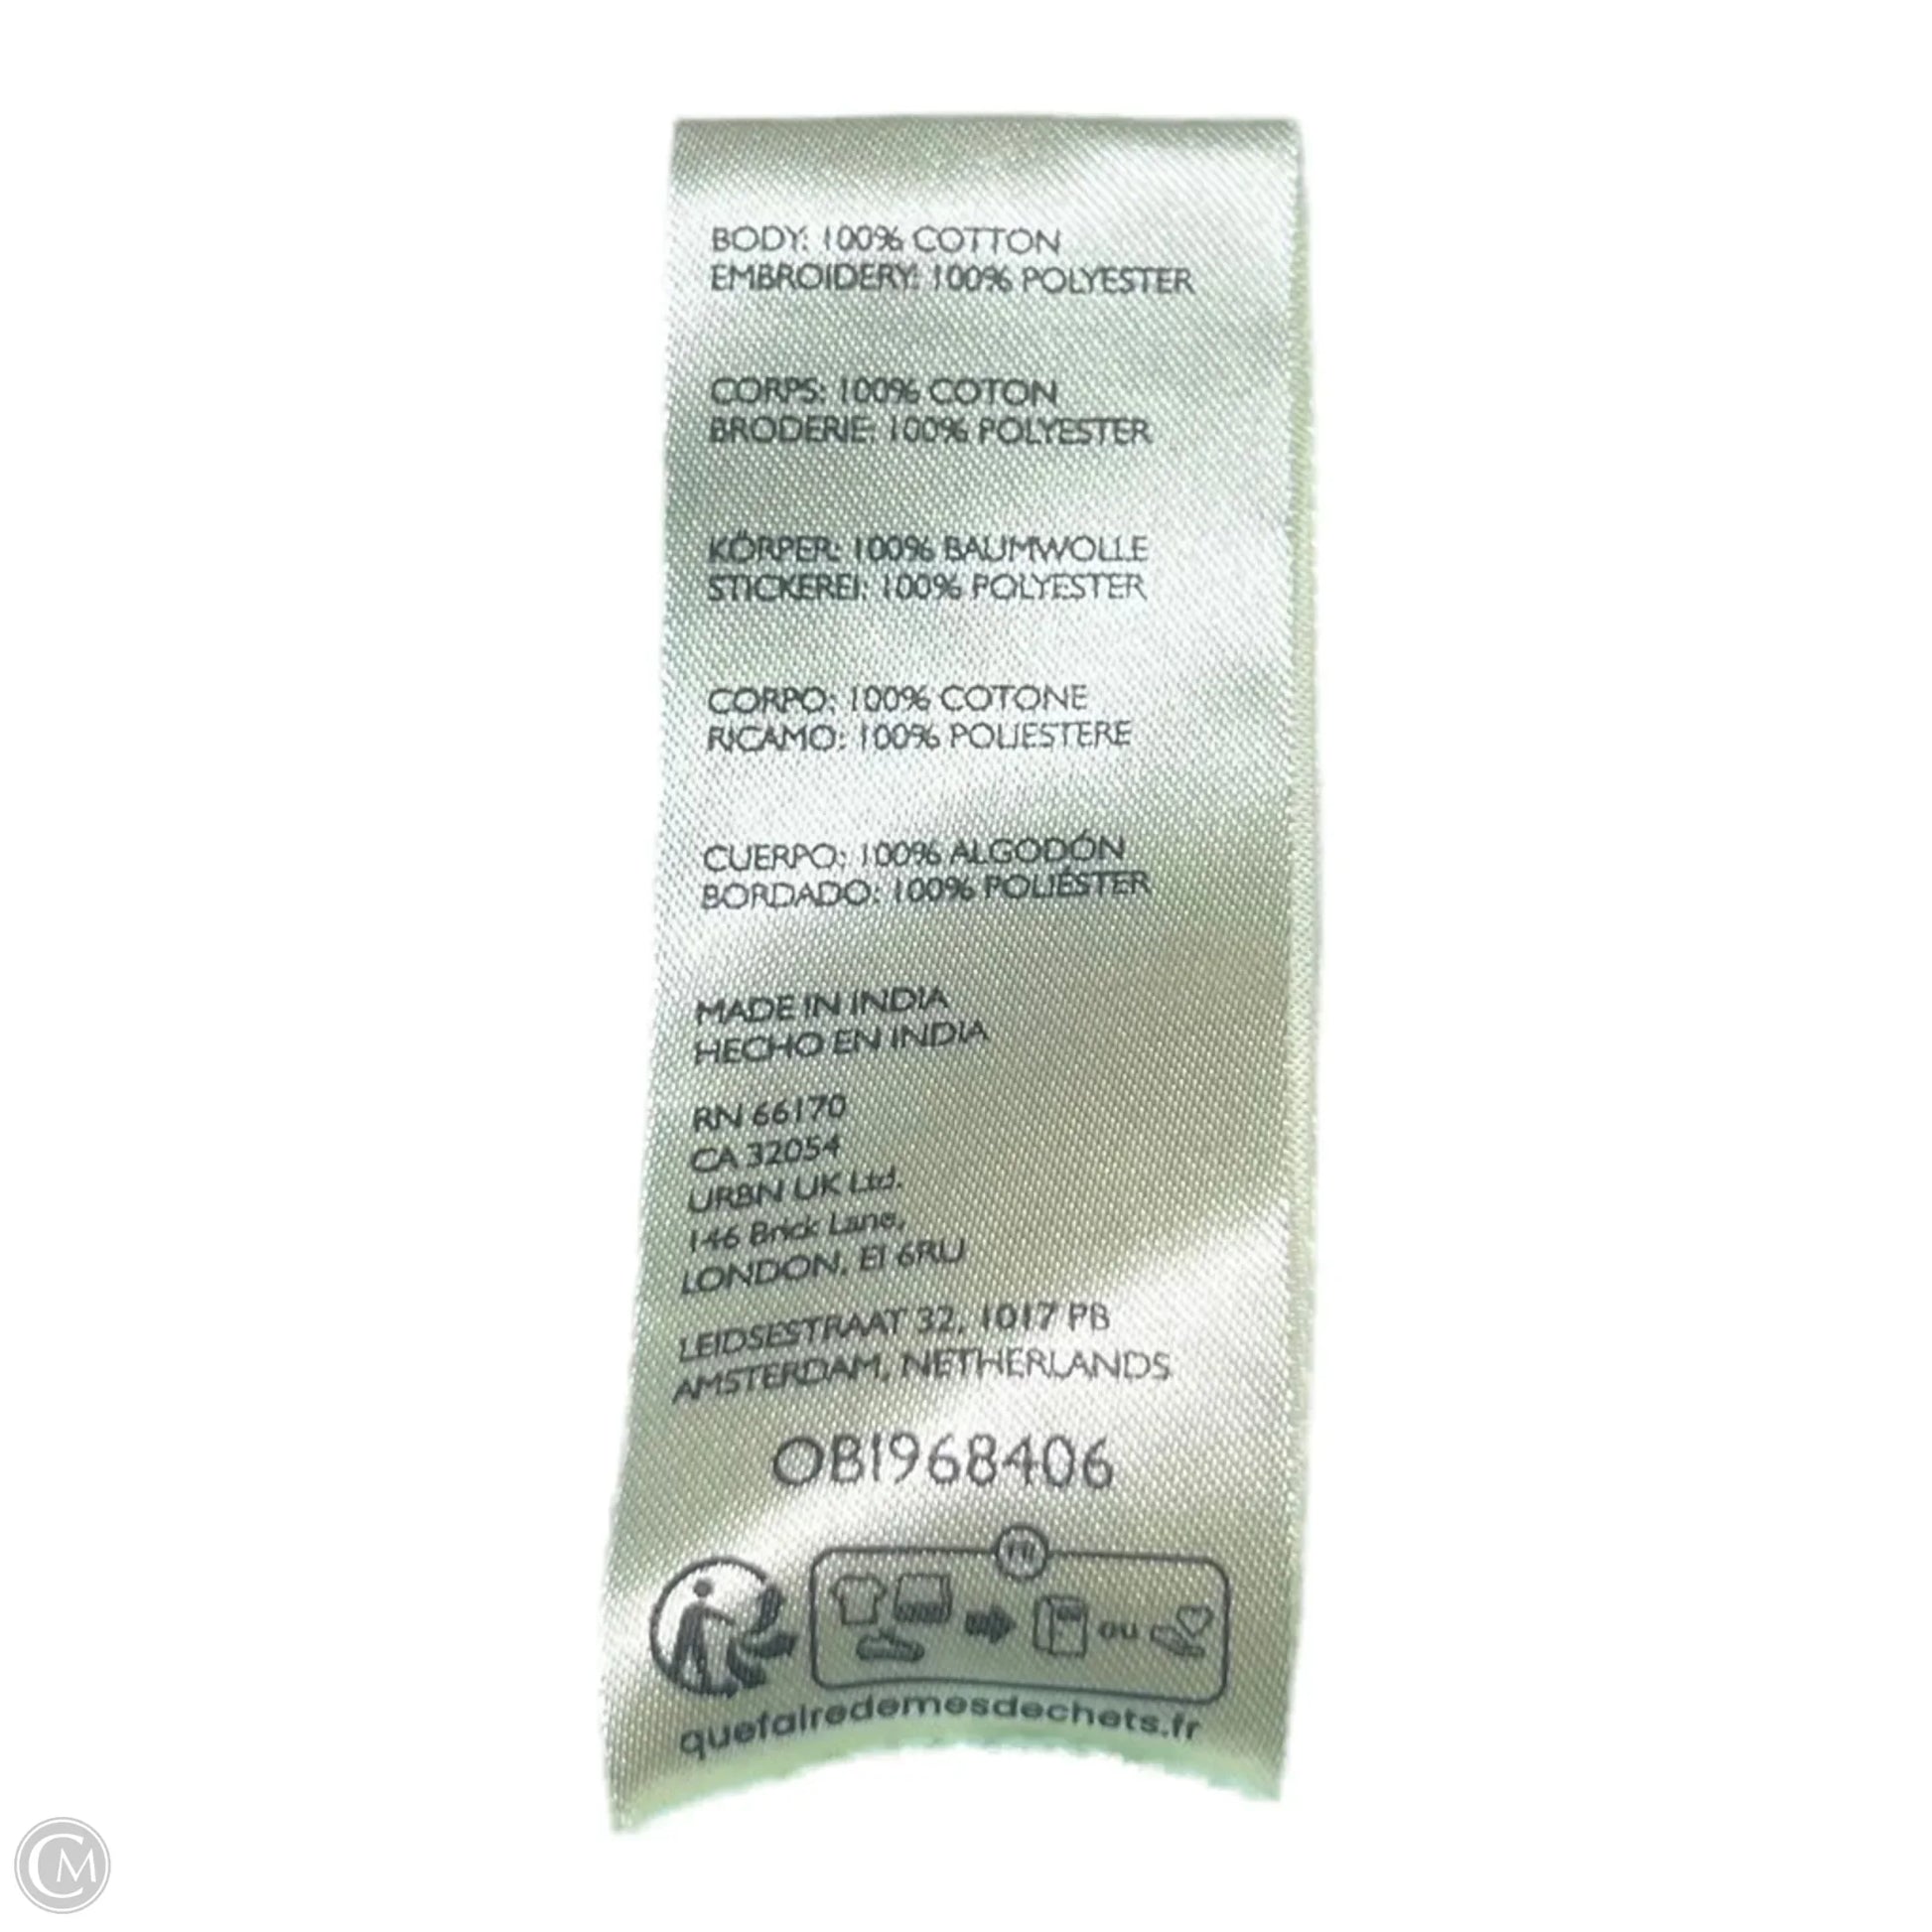 BODY: 100% COTTON
EMBROIDERY: 100% POLYESTER
CORPS: 100% COTON
BRODERIE: 100% POLYESTER
KÖRPER: 100% BAUMWOLLE
STICKEREI: 100% POLYESTER
CORPO: 100% COTONE
RICAMO: 100% POLIESTERE
CUERPO: 100% ALGODÓN
BORDADO: 100% POLIÉSTER
MADE IN INDIA
HECHO EN INDIA
RN 66170
CA 32054
URBN UK Ltd.
146 Brick Lane,
LONDON, E1 6RU
LEIDSESTRAAT 32, 1017 PB
AMSTERDAM, NETHERLANDS
OB1968406
FR
ou
quefairedemesdechets.fr
CM